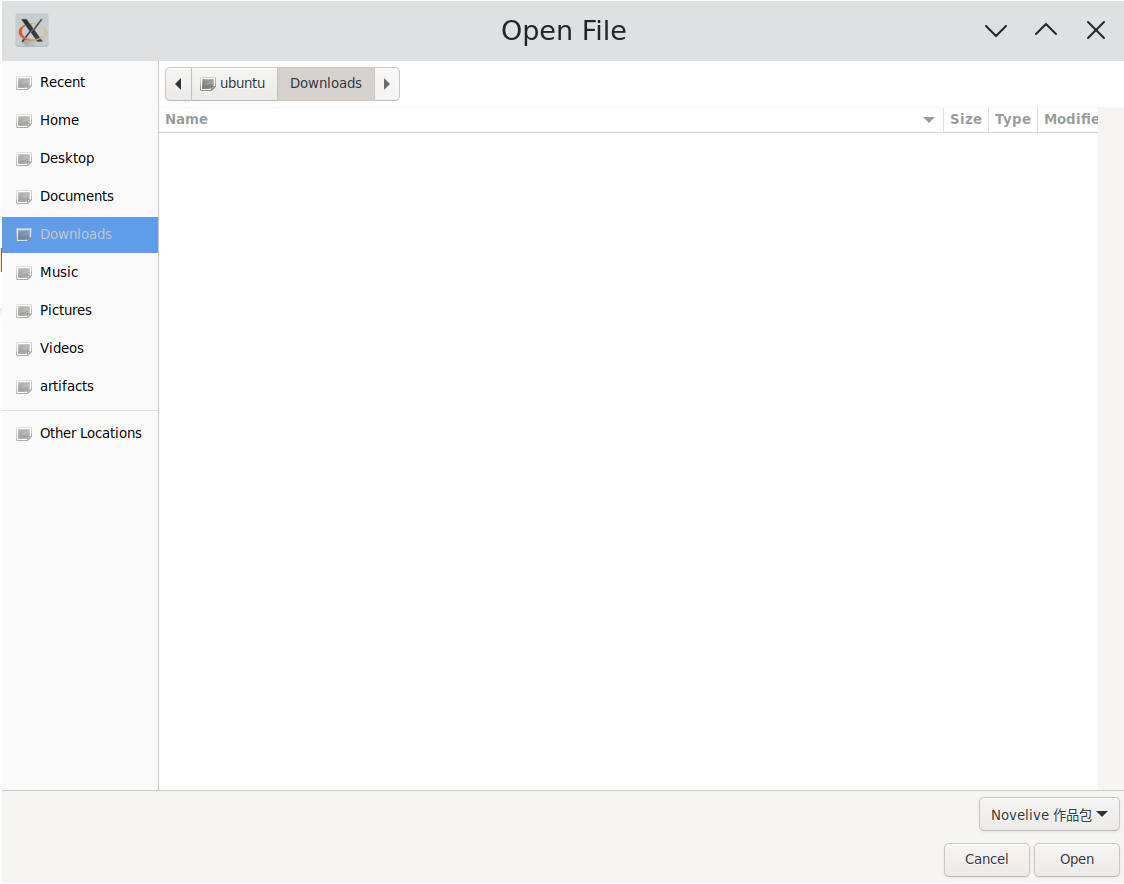 Open File
Recent
Home
Desktop
Documents
Downloads
Music
Pictures
Videos
artifacts
Other Locations
ubuntu Downloads
Name Size Type Modifie
Novelive 作品包
Cancel Open